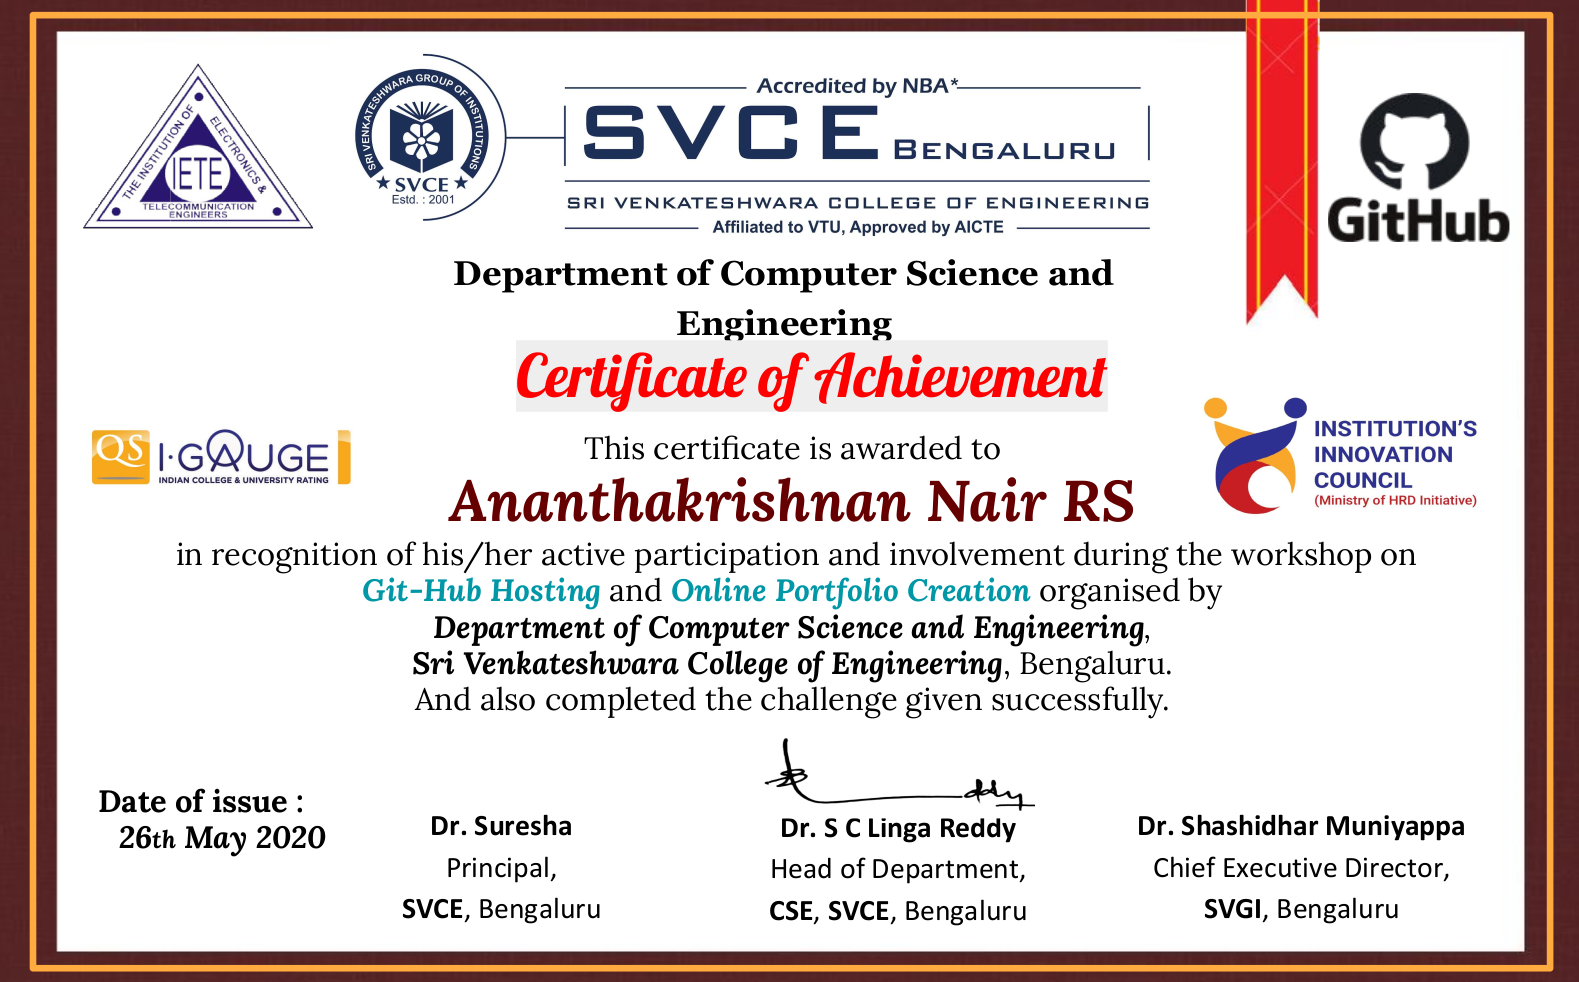 THE INSTITUTION OF
ELECTRONICS &
IETE
TELECOMMUNICATION
ENGINEERS
SRI VENKATESHWARA GROUP OF INSTITUTIONS
SVCE
Estd. : 2001
Accredited by NBA*
SVCE BENGALURU
SRI VENKATESHWARA COLLEGE OF ENGINEERING
Affiliated to VTU, Approved by AICTE
GitHub
Department of Computer Science and
Engineering
Certificate of Achievement
QS I·GAUGE
INDIAN COLLEGE & UNIVERSITY RATING
INSTITUTION'S
INNOVATION
COUNCIL
(Ministry of HRD Initiative)
This certificate is awarded to
Ananthakrishnan Nair RS
in recognition of his/her active participation and involvement during the workshop on
Git-Hub Hosting and Online Portfolio Creation organised by
Department of Computer Science and Engineering,
Sri Venkateshwara College of Engineering, Bengaluru.
And also completed the challenge given successfully.
Date of issue :
26th May 2020
Dr. Suresha
Principal,
SVCE, Bengaluru
Dr. S C Linga Reddy
Head of Department,
CSE, SVCE, Bengaluru
Dr. Shashidhar Muniyappa
Chief Executive Director,
SVGI, Bengaluru